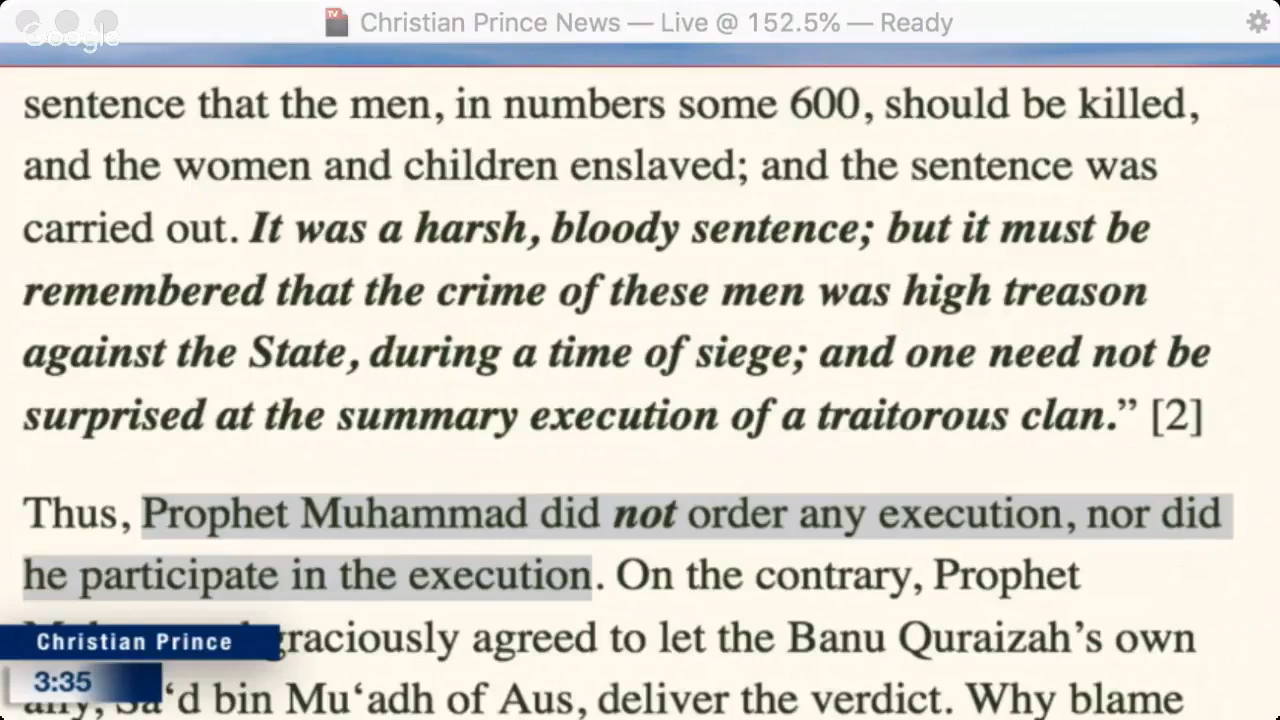 Christian Prince News — Live @ 152.5% — Ready
TV
Google
sentence that the men, in numbers some 600, should be killed,
and the women and children enslaved; and the sentence was
carried out. It was a harsh, bloody sentence; but it must be
remembered that the crime of these men was high treason
against the State, during a time of siege; and one need not be
surprised at the summary execution of a traitorous clan.” [2]
Thus, Prophet Muhammad did not order any execution, nor did
he participate in the execution. On the contrary, Prophet
graciously agreed to let the Banu Quraizah’s own
Christian Prince
3:35
Sa‘d bin Mu‘adh of Aus, deliver the verdict. Why blame